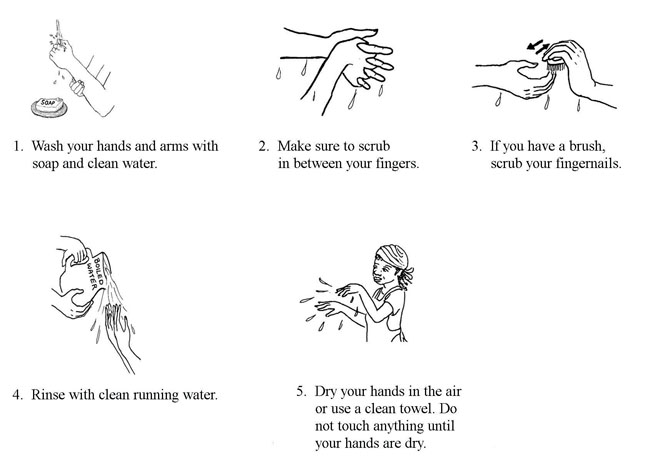 SOAP
1. Wash your hands and arms with
soap and clean water.
2. Make sure to scrub
in between your fingers.
3. If you have a brush,
scrub your fingernails.
BOILED
WATER
4. Rinse with clean running water.
5. Dry your hands in the air
or use a clean towel. Do
not touch anything until
your hands are dry.